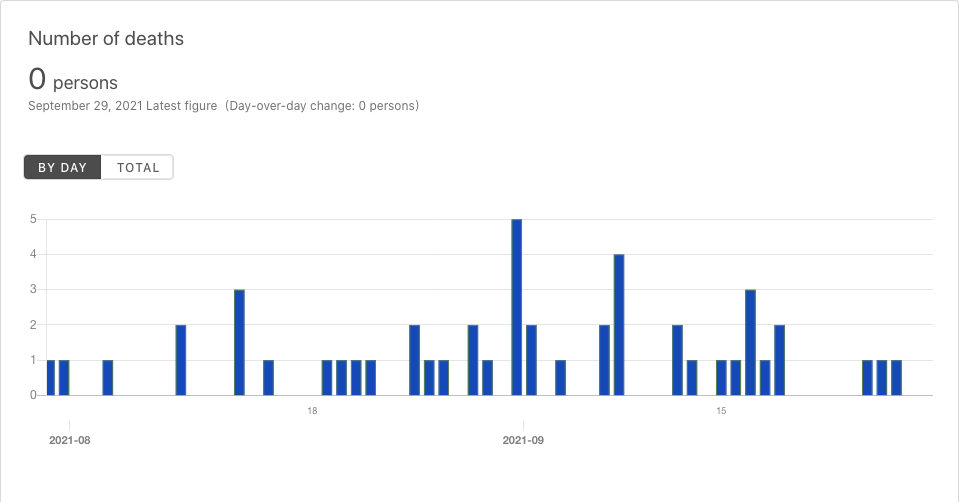 Number of deaths
0 persons
September 29, 2021 Latest figure (Day-over-day change: 0 persons)
BY DAY TOTAL
5
4
3
2
1
0
18 15
2021-08 2021-09